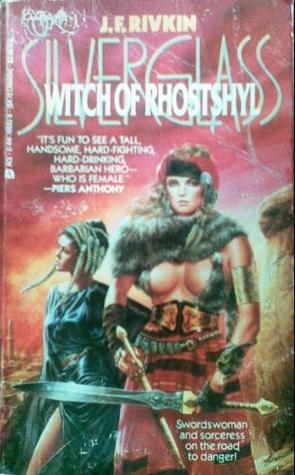 J.F. RIVKIN
SILVERGLASS
WITCH OF RHOSTSHYL
"IT'S FUN TO SEE A TALL,
HANDSOME, HARD-FIGHTING,
HARD-DRINKING,
BARBARIAN HERO—
WHO IS FEMALE."
—PIERS ANTHONY
Swordswoman
and sorceress
on the road
to danger!